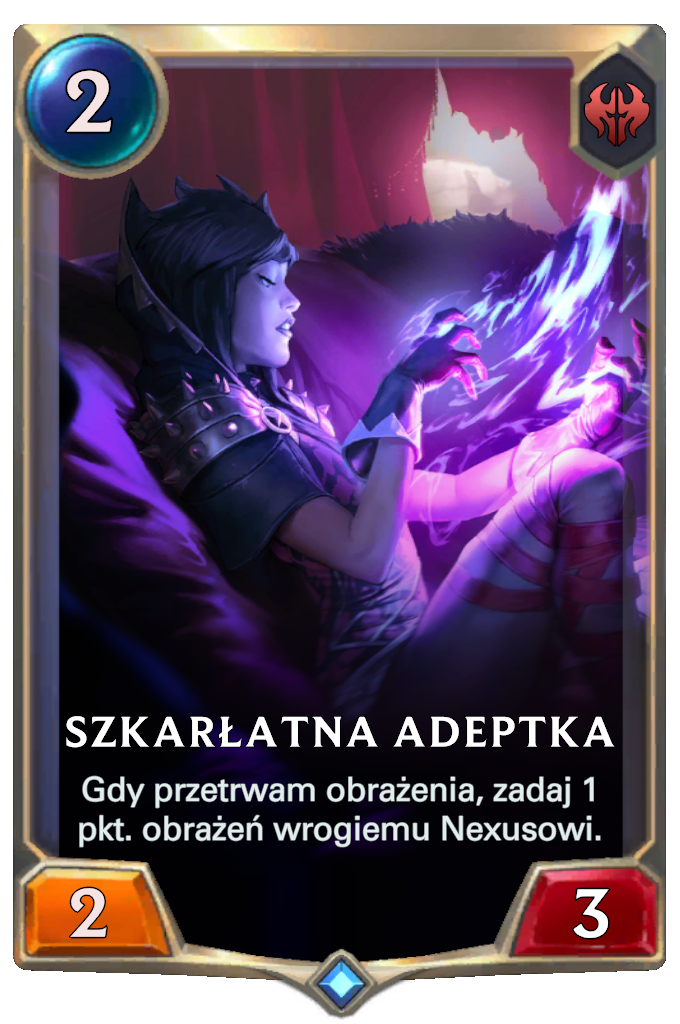 2
SZKARŁATNA ADEPTKA
Gdy przetrwam obrażenia, zadaj 1
pkt. obrażeń wrogiemu Nexusowi.
2
3